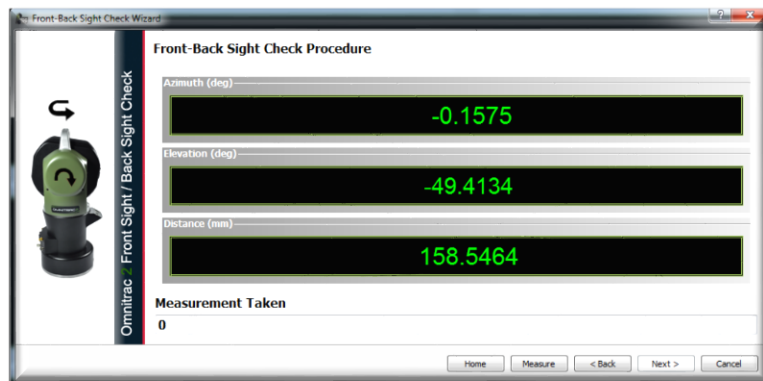 Front-Back Sight Check Wizard
Front-Back Sight Check Procedure
Omnitrac 2 Front Sight / Back Sight Check
Azimuth (deg)
-0.1575
Elevation (deg)
-49.4134
Distance (mm)
158.5464
Measurement Taken
0
Home
Measure
< Back
Next >
Cancel